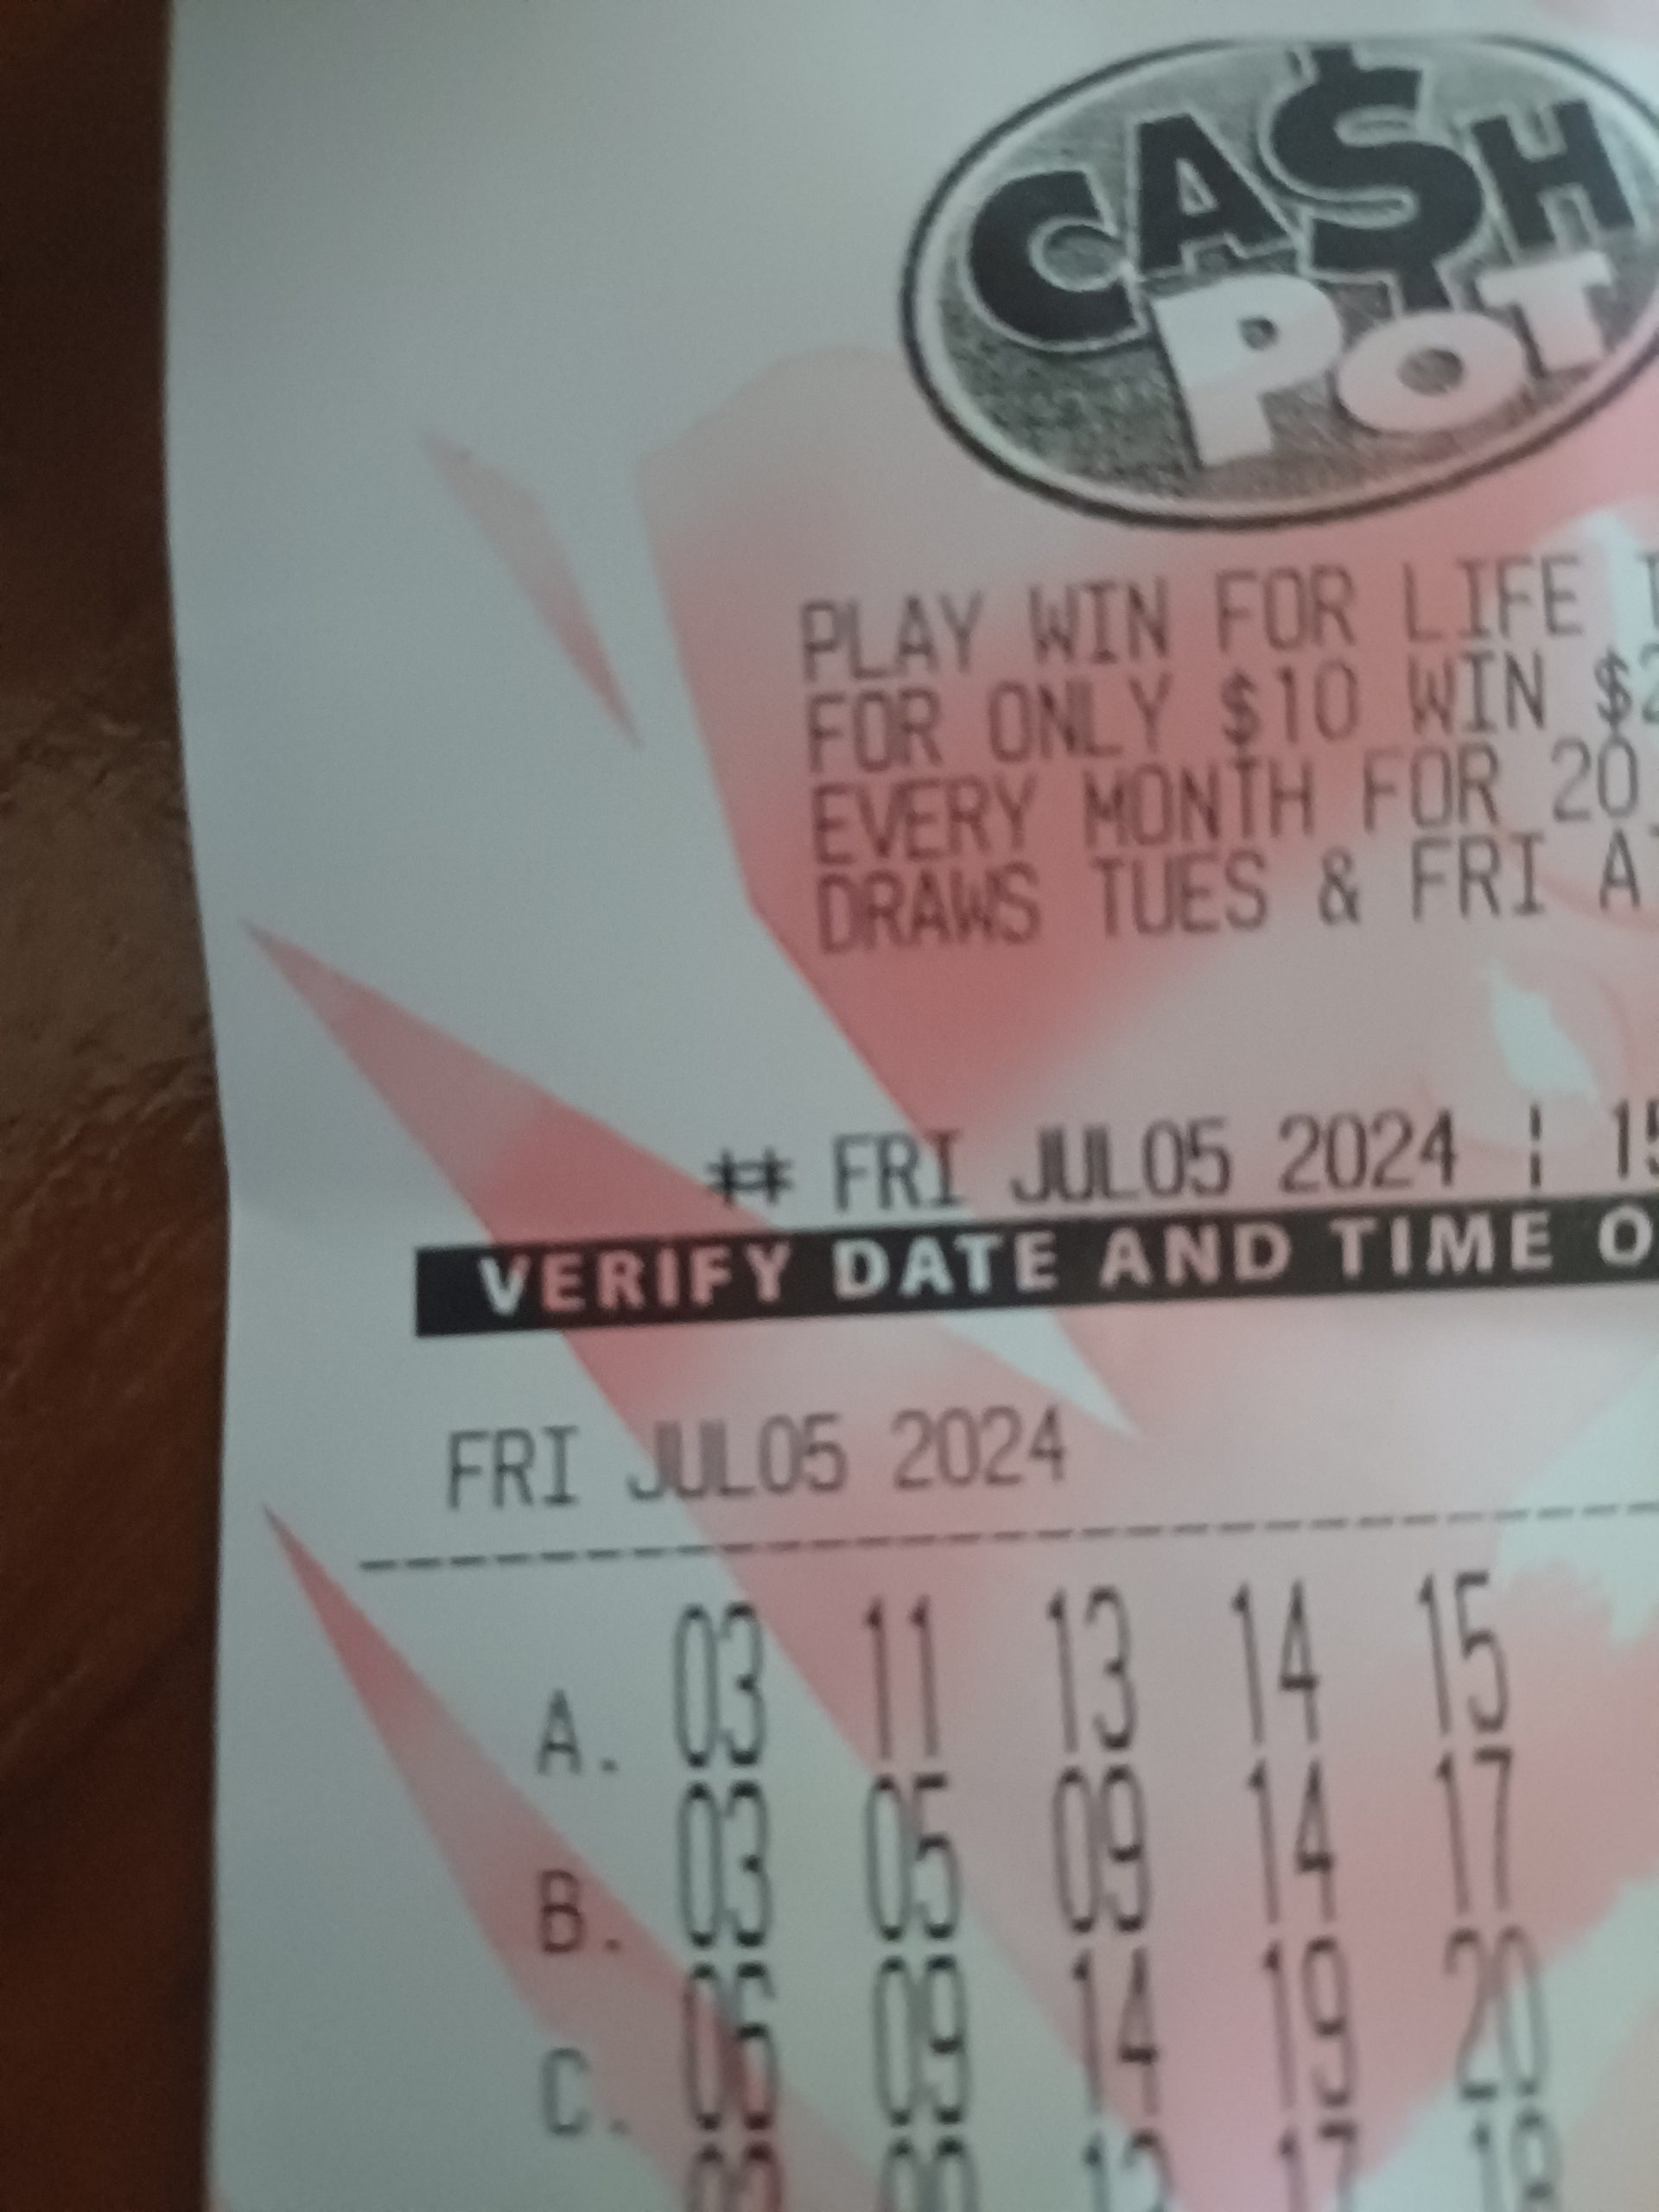 CA$H
POT
PLAY WIN FOR LIFE
FOR ONLY $10 WIN
EVERY MONTH FOR 20
DRAWS TUES & FRI
## FRI JUL05 2024 ¦
VERIFY DATE AND TIME
FRI JUL05 2024
A. 03 11 13 14 15
B. 03 05 09 14 17
C. 09 14 19 20